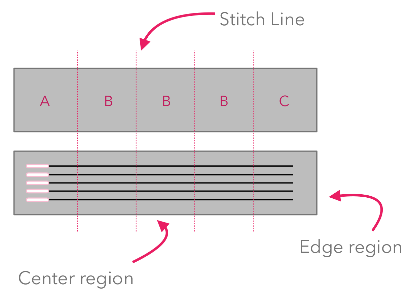 Stitch Line
A B B B C
Edge region
Center region